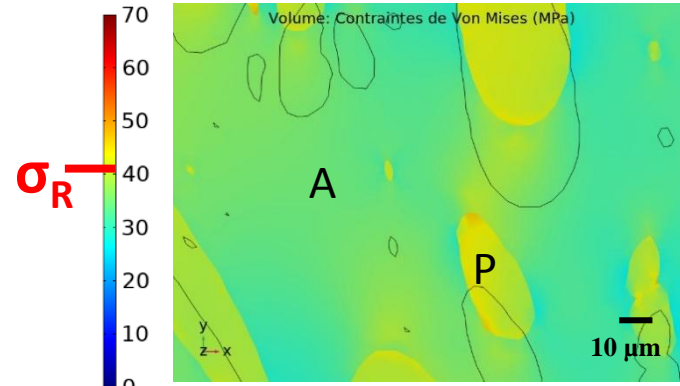 70
60
50
40
30
20
10
0
σR
Volume: Contraintes de Von Mises (MPa)
A
P
y
z x
10 μm